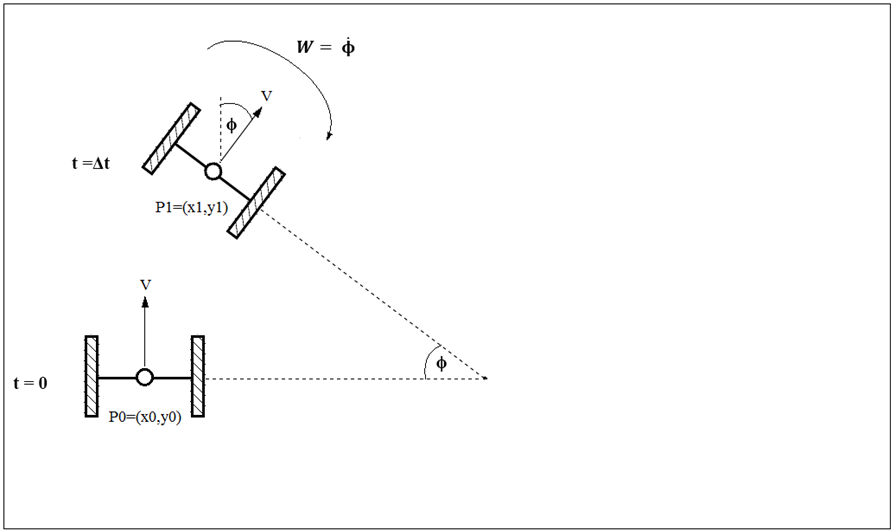 W = ϕ̇
V
ϕ
t =Δt
P1=(x1,y1)
V
ϕ
t = 0
P0=(x0,y0)